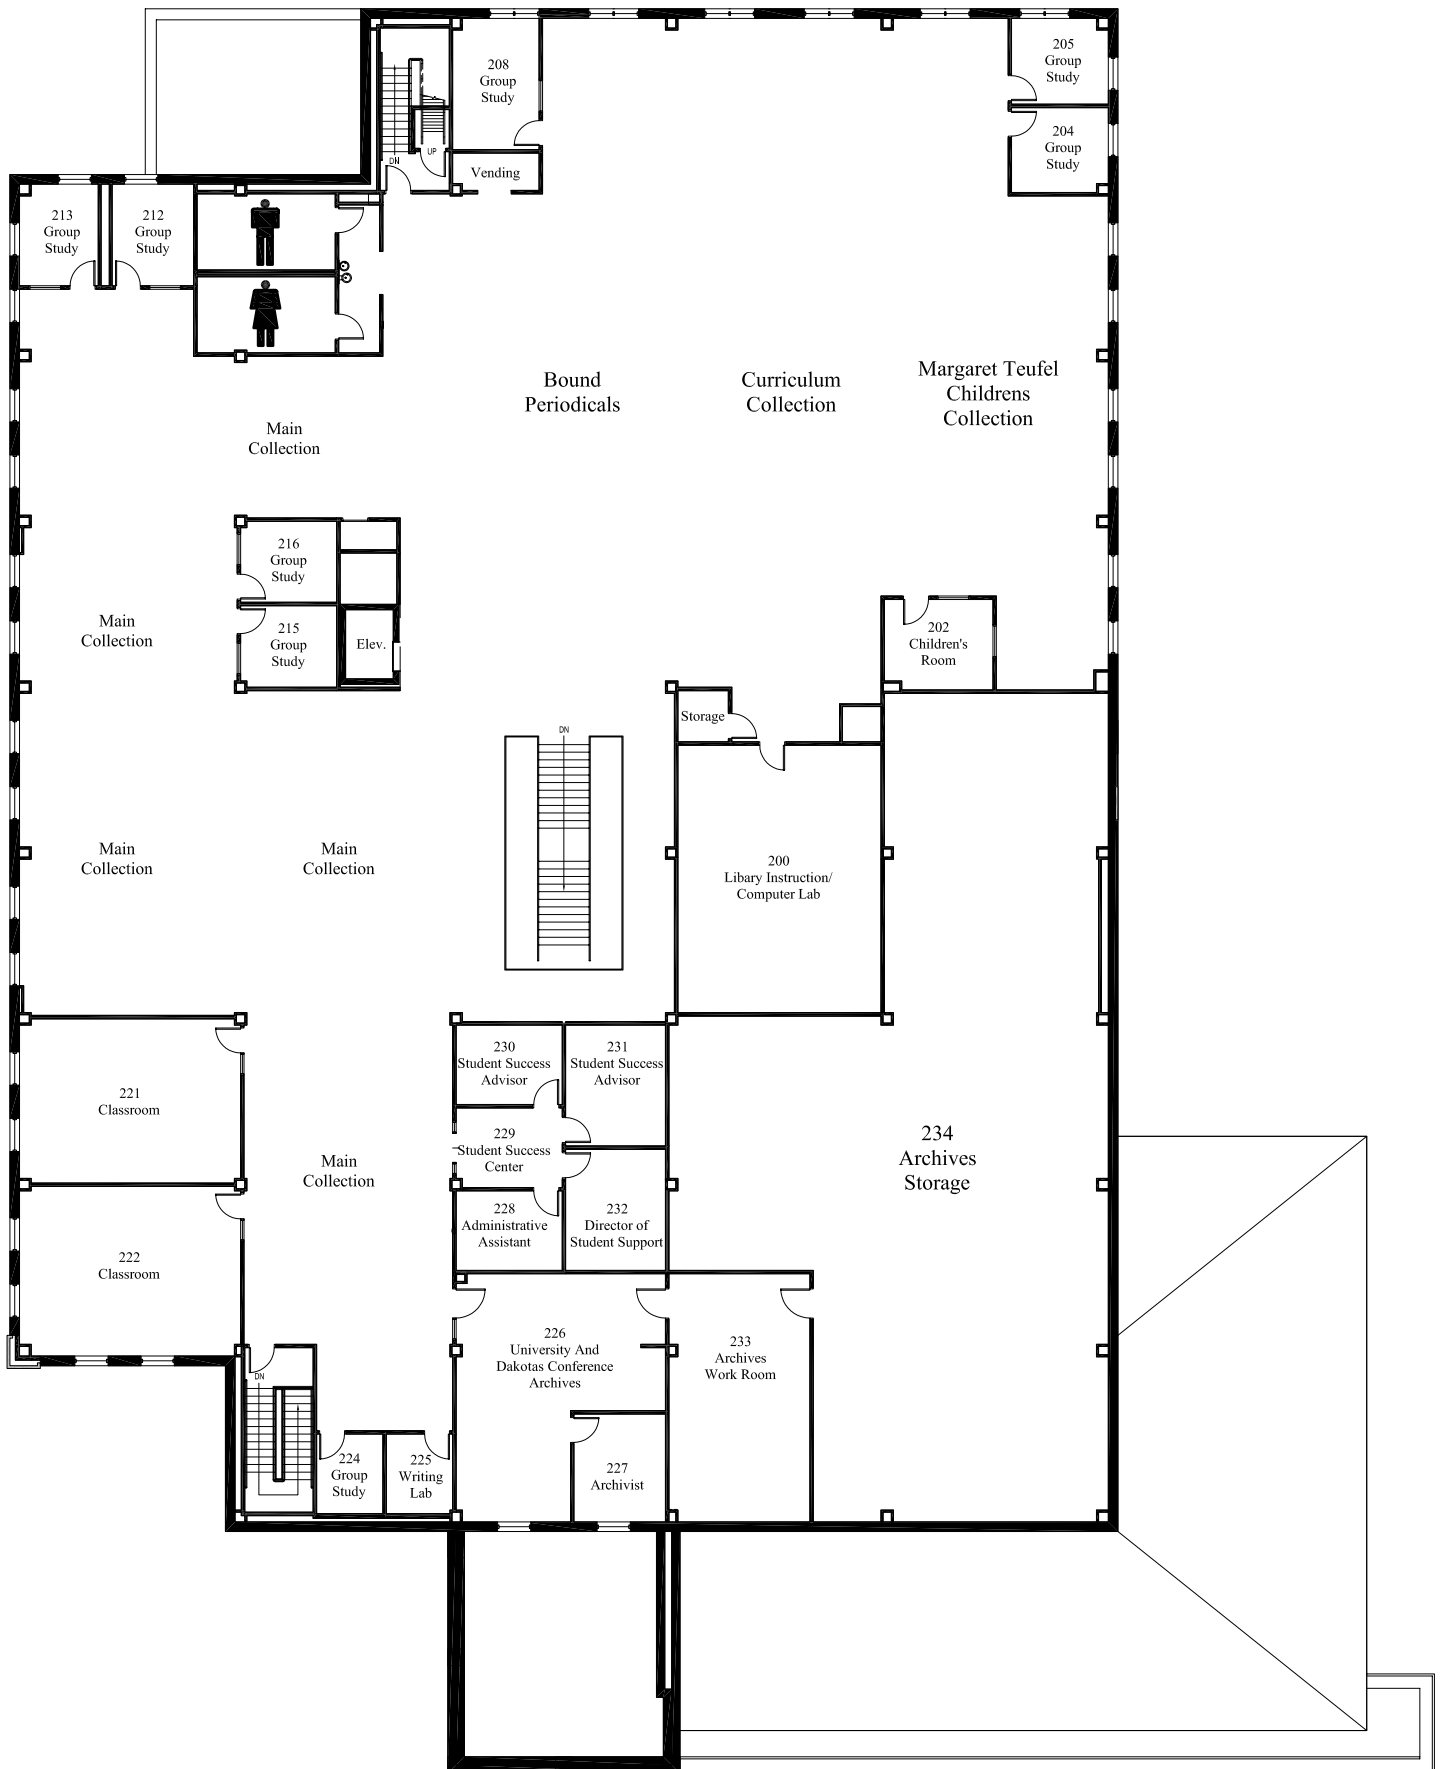 205
Group
Study
208
Group
Study
204
Group
Study
DN
UP
Vending
213
Group
Study
212
Group
Study
Bound
Periodicals
Curriculum
Collection
Margaret Teufel
Childrens
Collection
Main
Collection
216
Group
Study
Main
Collection
215
Group
Study
Elev.
202
Children's
Room
Storage
DN
Main
Collection
Main
Collection
200
Libary Instruction/
Computer Lab
230
Student Success
Advisor
231
Student Success
Advisor
221
Classroom
229
Student Success
Center
234
Archives
Storage
Main
Collection
228
Administrative
Assistant
232
Director of
Student Support
222
Classroom
226
University And
Dakotas Conference
Archives
233
Archives
Work Room
DN
224
Group
Study
225
Writing
Lab
227
Archivist